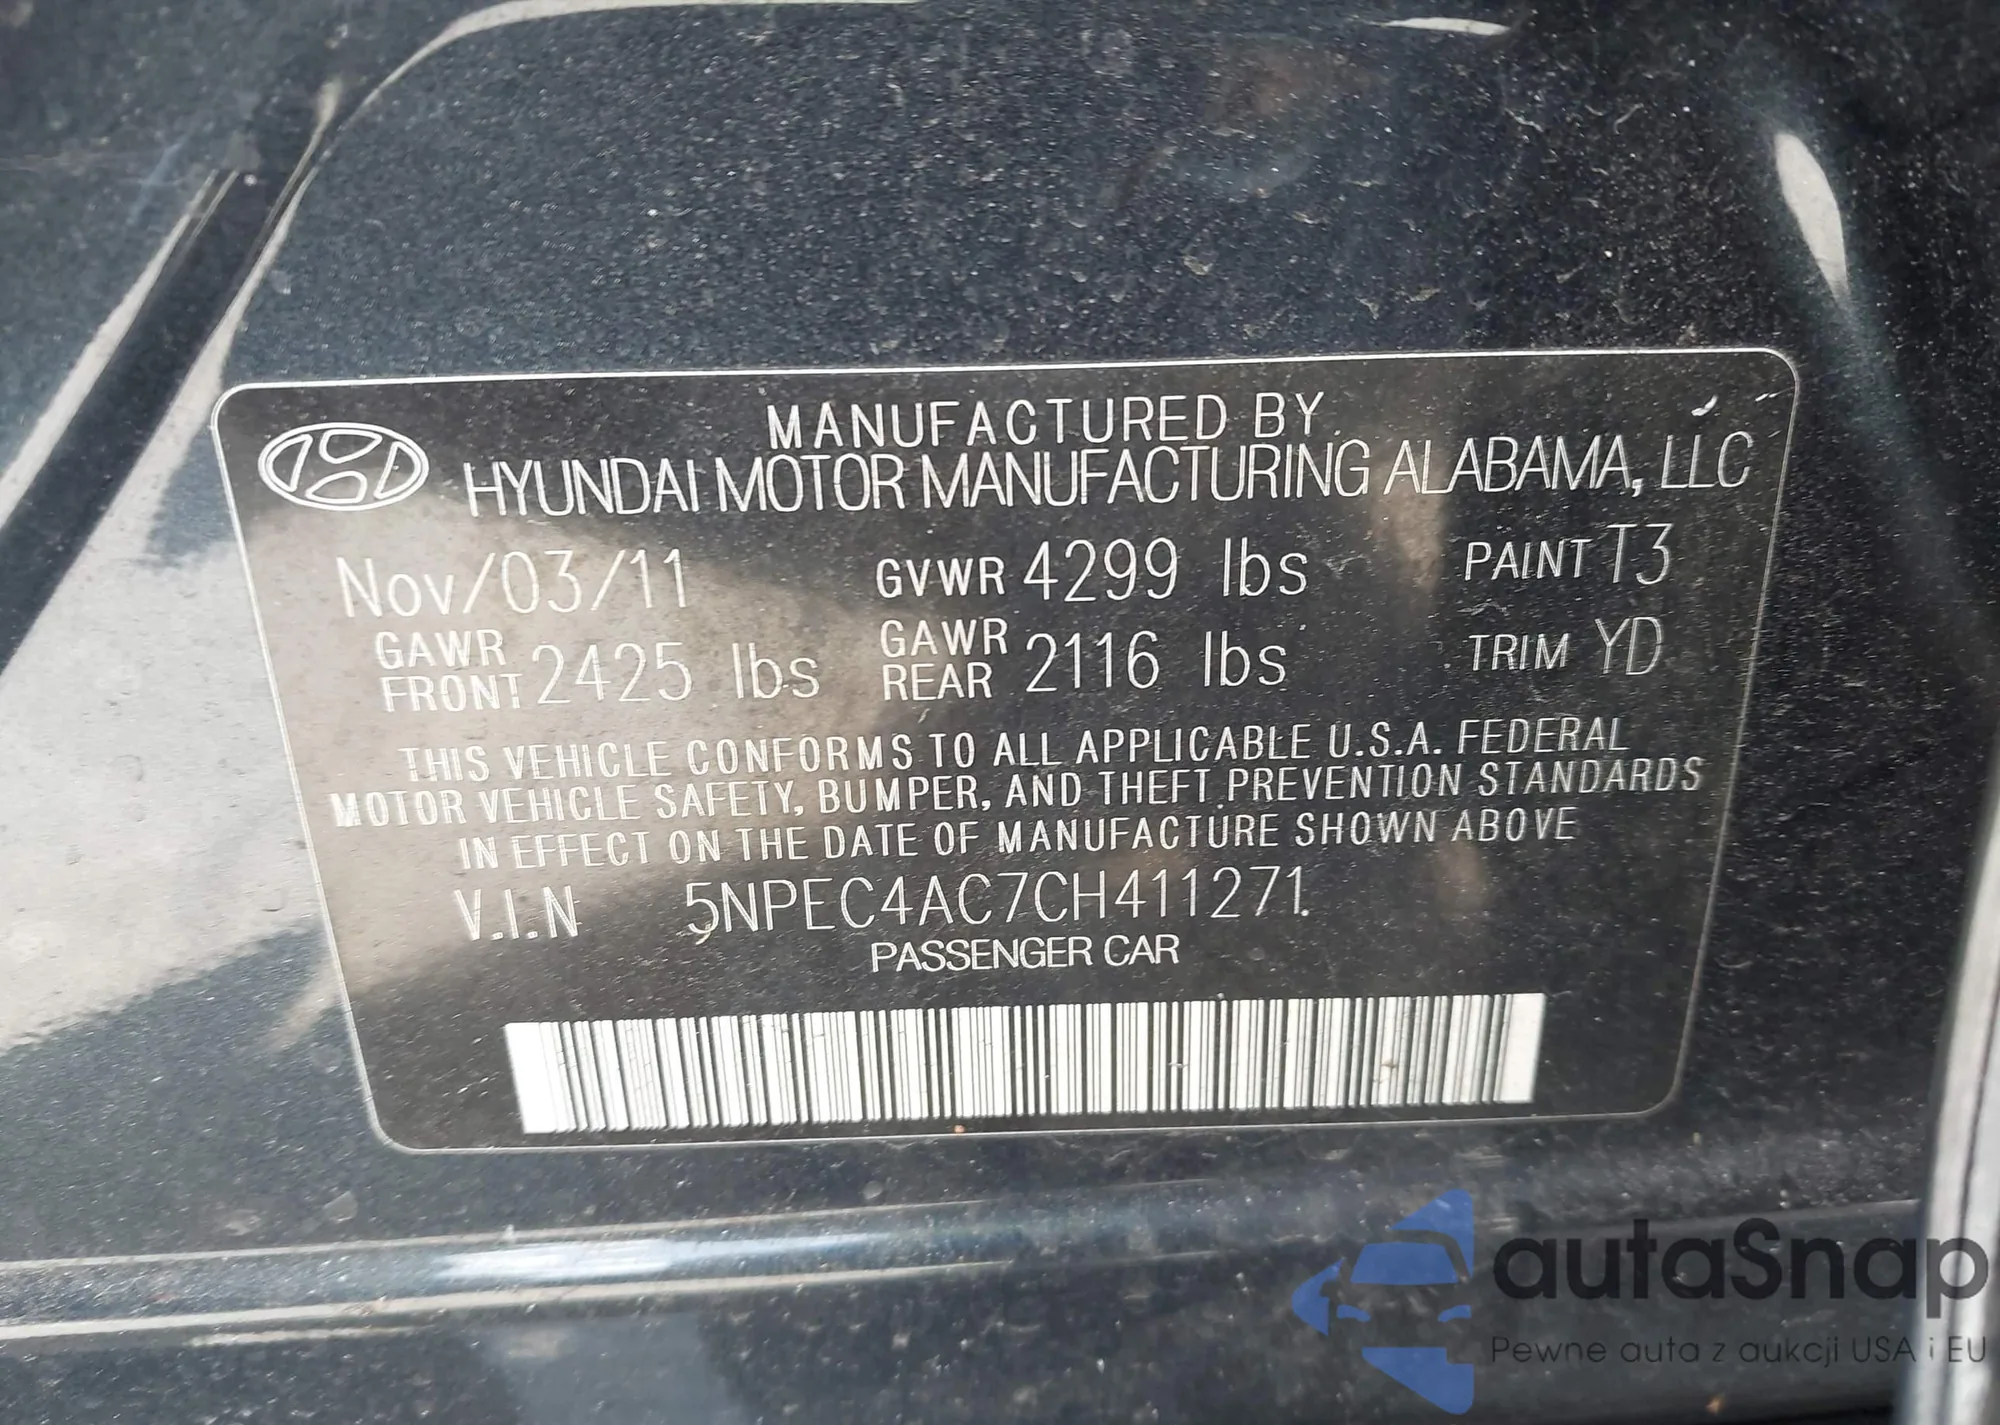 MANUFACTURED BY
HYUNDAI MOTOR MANUFACTURING ALABAMA, LLC
Nov/03/11 GVWR 4299 lbs PAINT T3
GAWR FRONT 2425 lbs GAWR REAR 2116 lbs TRIM YD
THIS VEHICLE CONFORMS TO ALL APPLICABLE U.S.A. FEDERAL
MOTOR VEHICLE SAFETY, BUMPER, AND THEFT PREVENTION STANDARDS
IN EFFECT ON THE DATE OF MANUFACTURE SHOWN ABOVE
V.I.N 5NPEC4AC7CH411271
PASSENGER CAR
autaSnap
Pewne auta z aukcji USA i EU